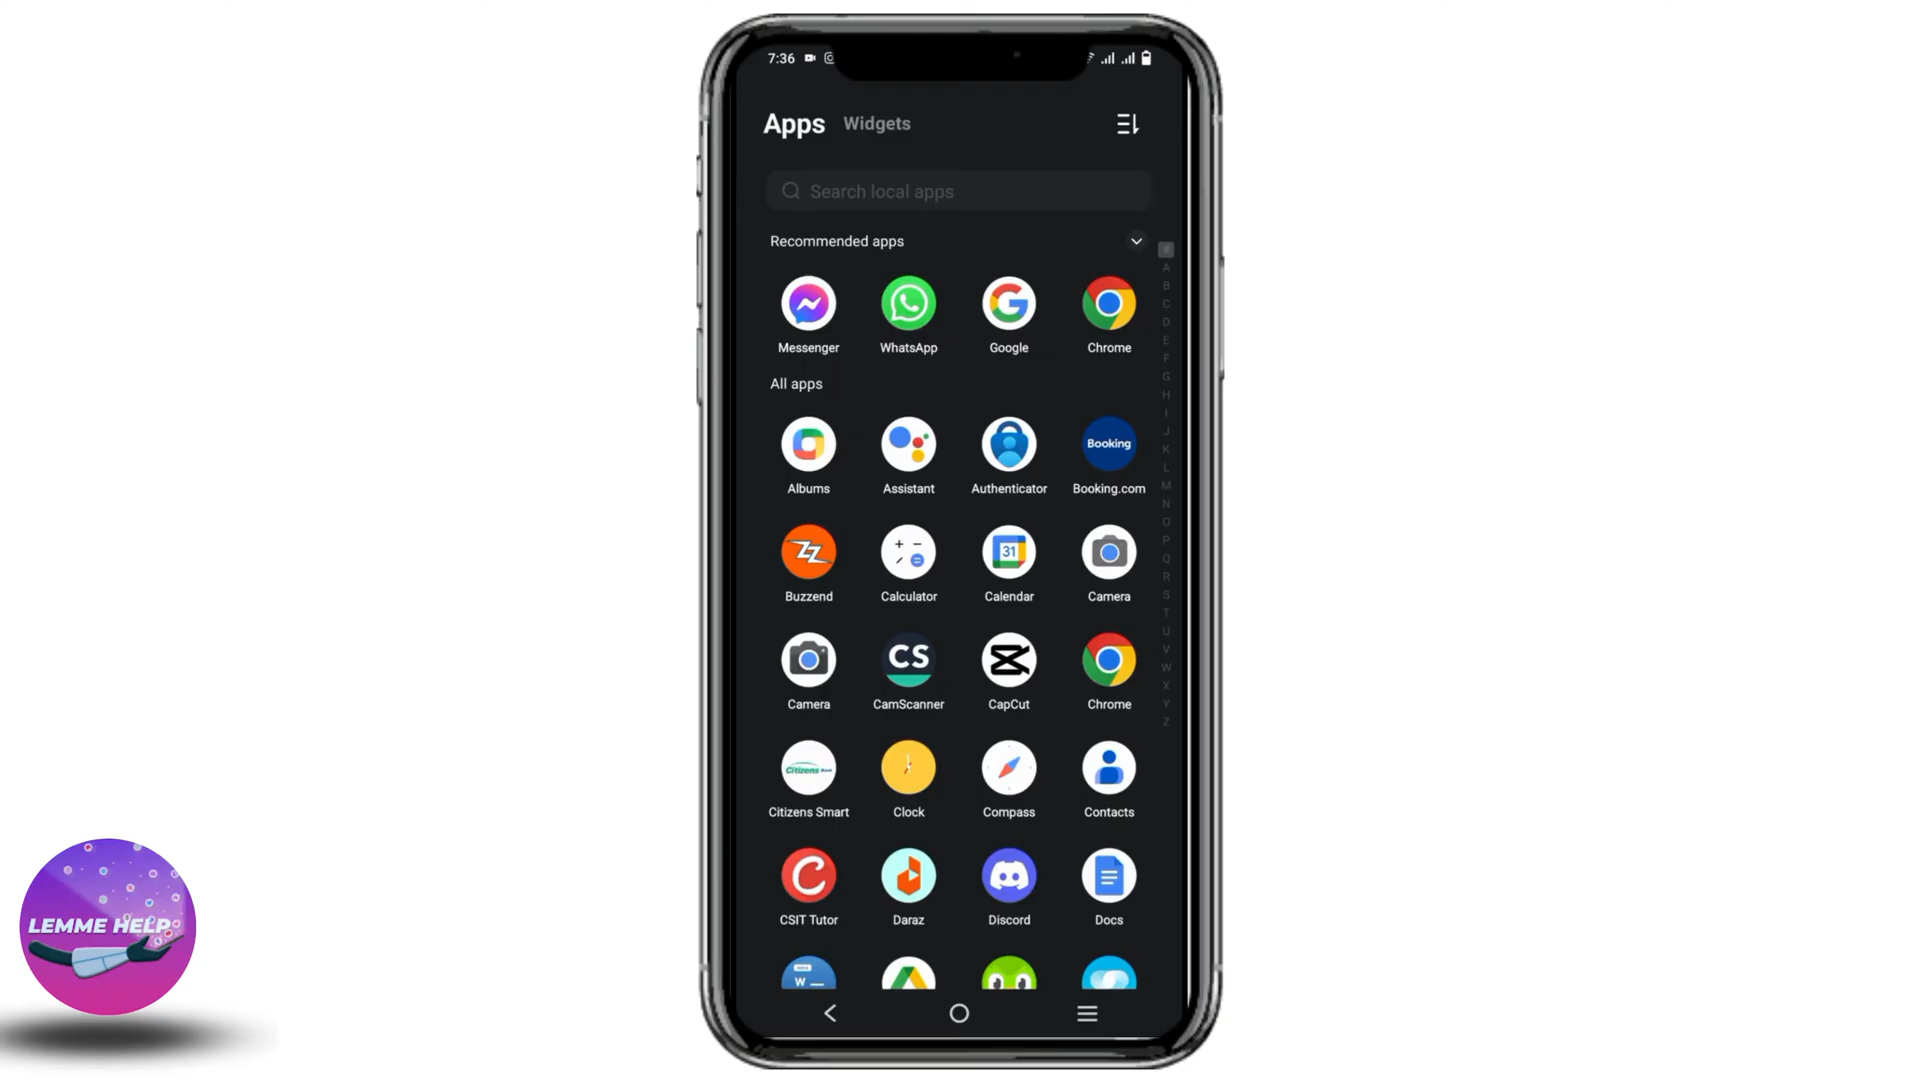 7:36
Apps Widgets
Search local apps
Recommended apps
Messenger WhatsApp Google Chrome
All apps
Booking
Albums Assistant Authenticator Booking.com
31
Buzzend Calculator Calendar Camera
CS
Camera CamScanner CapCut Chrome
Citizens Bank
Citizens Smart Clock Compass Contacts
CSIT Tutor Daraz Discord Docs
W
#
A
B
C
D
E
F
G
H
I
J
K
L
M
N
O
P
Q
R
S
T
U
V
W
X
Y
Z
LEMME HELP